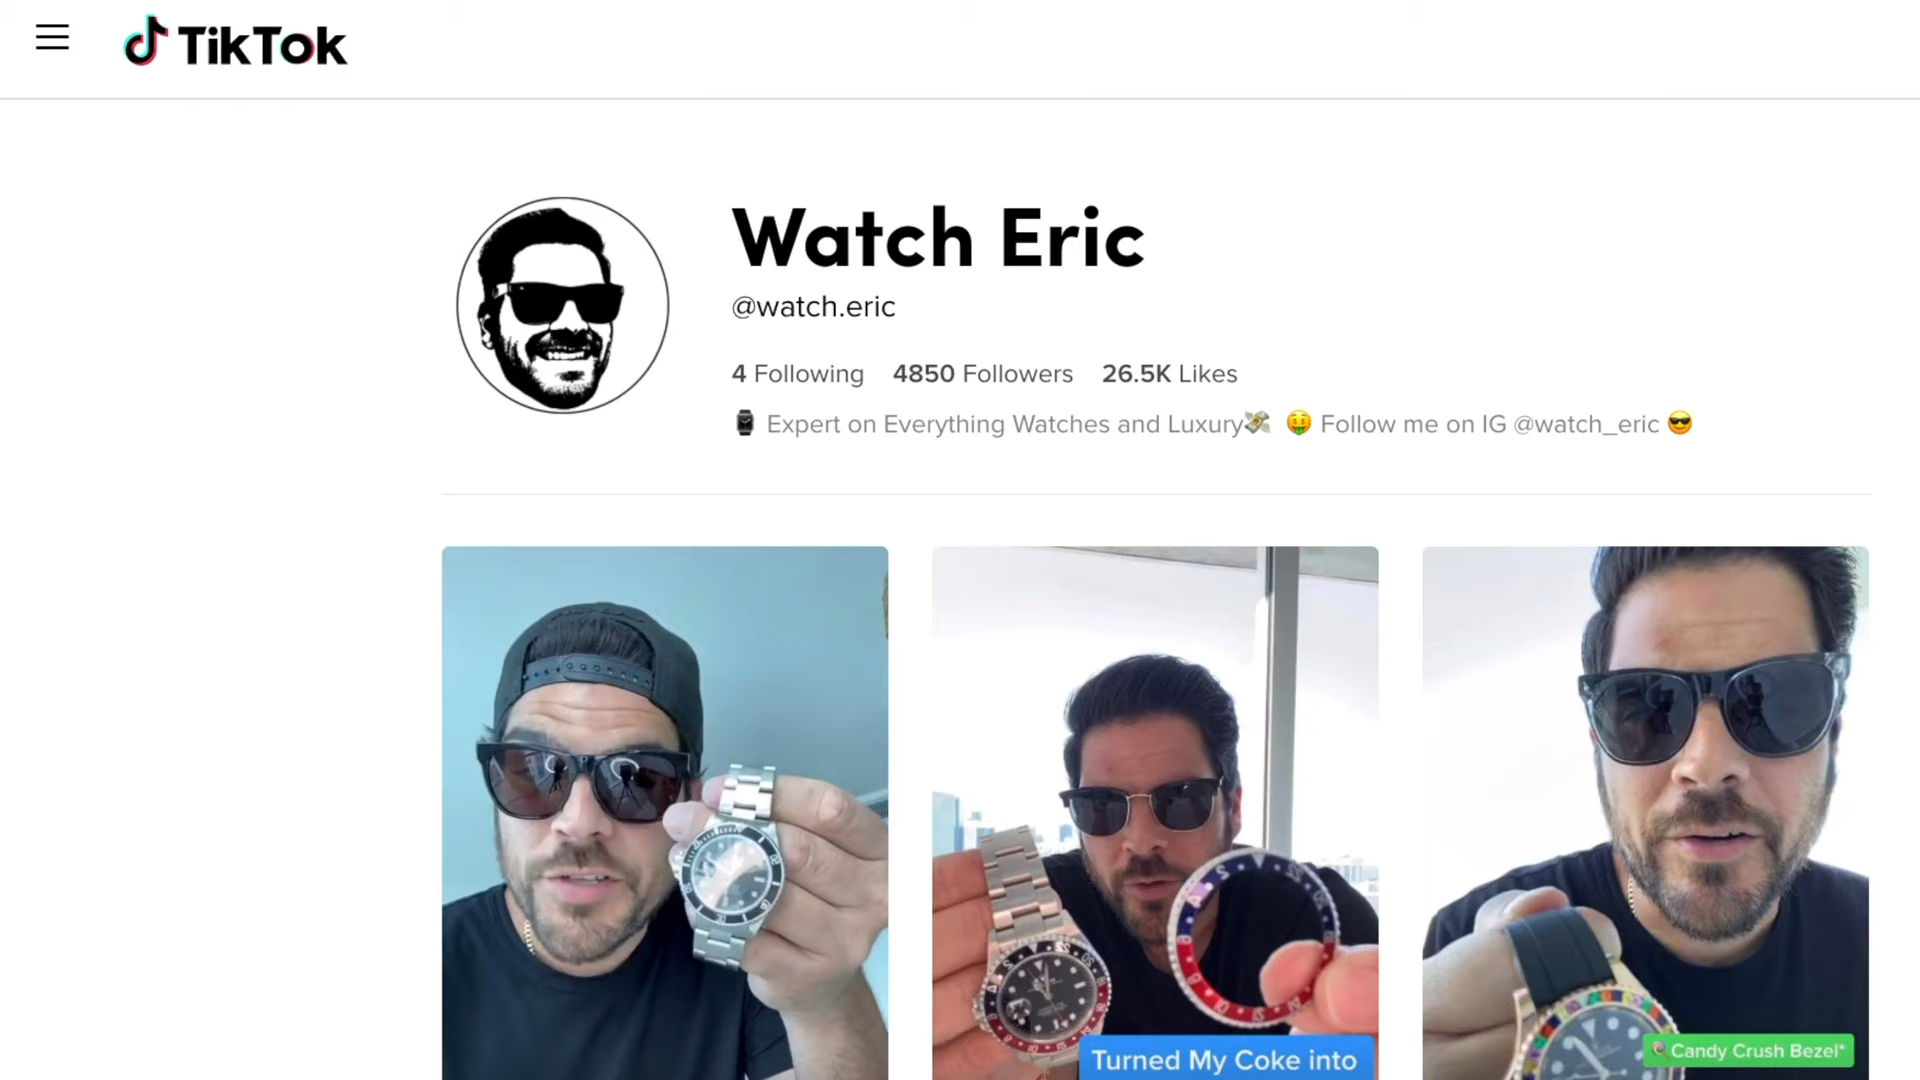 TikTok
Watch Eric
@watch.eric
4 Following 4850 Followers 26.5K Likes
⌚ Expert on Everything Watches and Luxury💸 🤑 Follow me on IG @watch_eric 😎
Turned My Coke into
🍭Candy Crush Bezel*